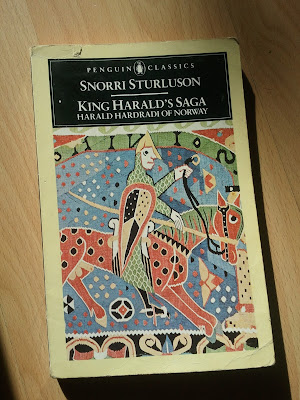 PENGUIN CLASSICS
SNORRI STURLUSON
KING HARALD'S SAGA
HARALD HARDRADI OF NORWAY